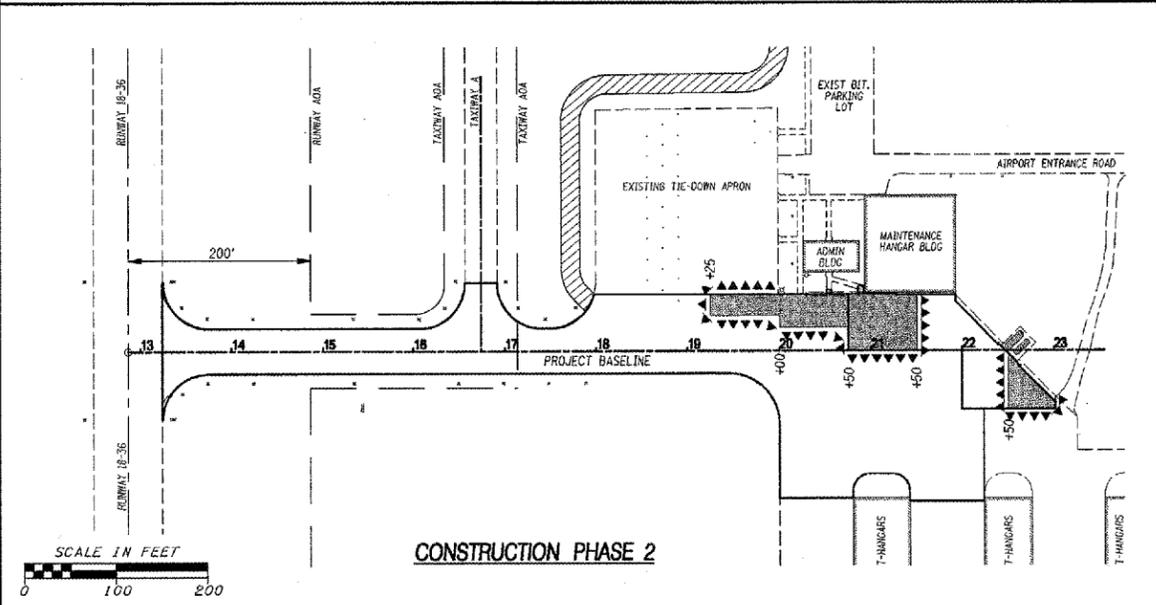 RUNWAY 18-36
RUNWAY AOA
TAXIWAY AOA
TAXIWAY A
TAXIWAY AOA
EXIST BIT.
PARKING
LOT
AIRPORT ENTRANCE ROAD
EXISTING TIE-DOWN APRON
MAINTENANCE
HANGAR BLDG
ADMIN
BLDG
200'
+25
13 14 15 16 17 18 19 20 21 22 23
PROJECT BASELINE
+00
+50
+50
+50
RUNWAY 18-36
T-HANGARS
T-HANGARS
T-HANGARS
SCALE IN FEET
0 100 200
CONSTRUCTION PHASE 2